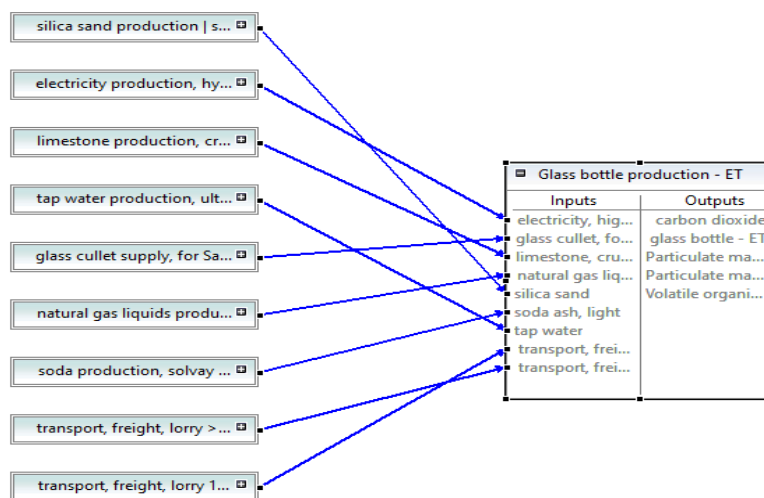 silica sand production | s...
electricity production, hy...
limestone production, cr...
tap water production, ult...
glass cullet supply, for Sa...
natural gas liquids produ...
soda production, solvay ...
transport, freight, lorry >...
transport, freight, lorry 1...
Glass bottle production - ET
Inputs Outputs
electricity, hig... carbon dioxide
glass cullet, fo... glass bottle - ET
limestone, cru... Particulate ma...
natural gas liq... Particulate ma...
silica sand Volatile organi...
soda ash, light
tap water
transport, frei...
transport, frei...